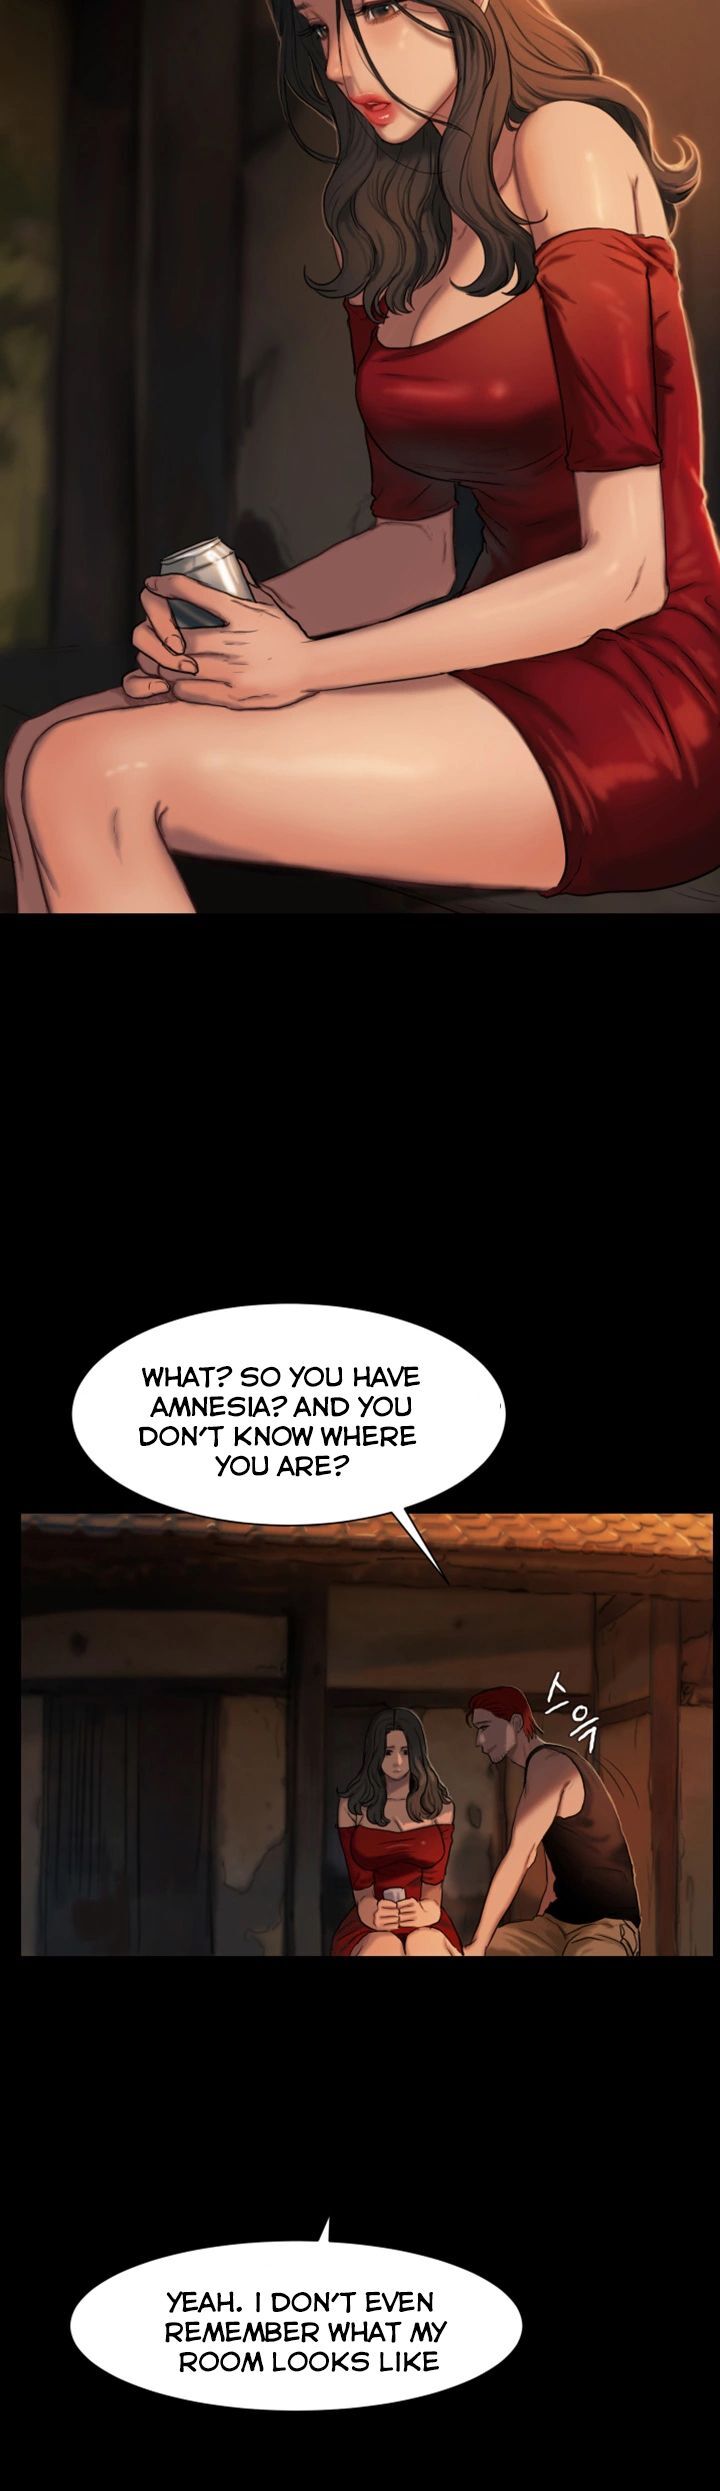 WHAT? SO YOU HAVE
AMNESIA? AND YOU
DON'T KNOW WHERE
YOU ARE?
스윽
YEAH. I DON'T EVEN
REMEMBER WHAT MY
ROOM LOOKS LIKE